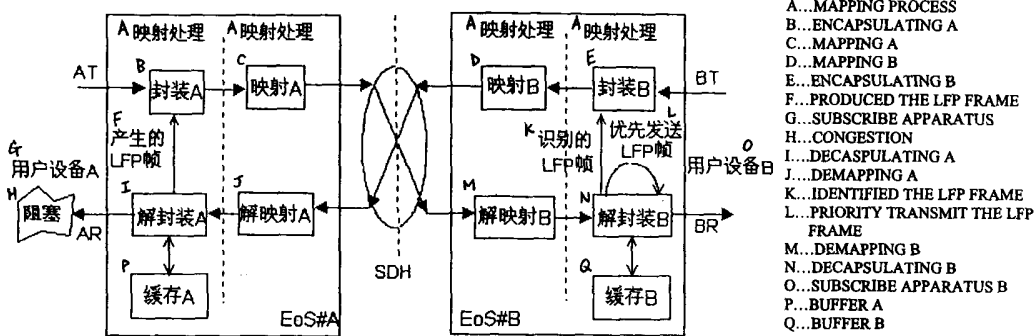 A映射处理
A映射处理
AT
B
封装A
C
映射A
F
产生的
LFP帧
G
用户设备A
H
阻塞
I
解封装A
J
解映射A
AR
P
缓存A
EoS#A
SDH
A映射处理
A映射处理
D
映射B
E
封装B
BT
K识别的
LFP帧
L
优先发送
LFP帧
O
用户设备B
M
解映射B
N
解封装B
BR
Q
缓存B
EoS#B
A...MAPPING PROCESS
B...ENCAPSULATING A
C...MAPPING A
D...MAPPING B
E...ENCAPSULATING B
F...PRODUCED THE LFP FRAME
G...SUBSCRIBE APPARATUS
H...CONGESTION
I...DECASPULATING A
J...DEMAPPING A
K...IDENTIFIED THE LFP FRAME
L...PRIORITY TRANSMIT THE LFP
FRAME
M...DEMAPPING B
N...DECAPSULATING B
O...SUBSCRIBE APPARATUS B
P...BUFFER A
Q...BUFFER B